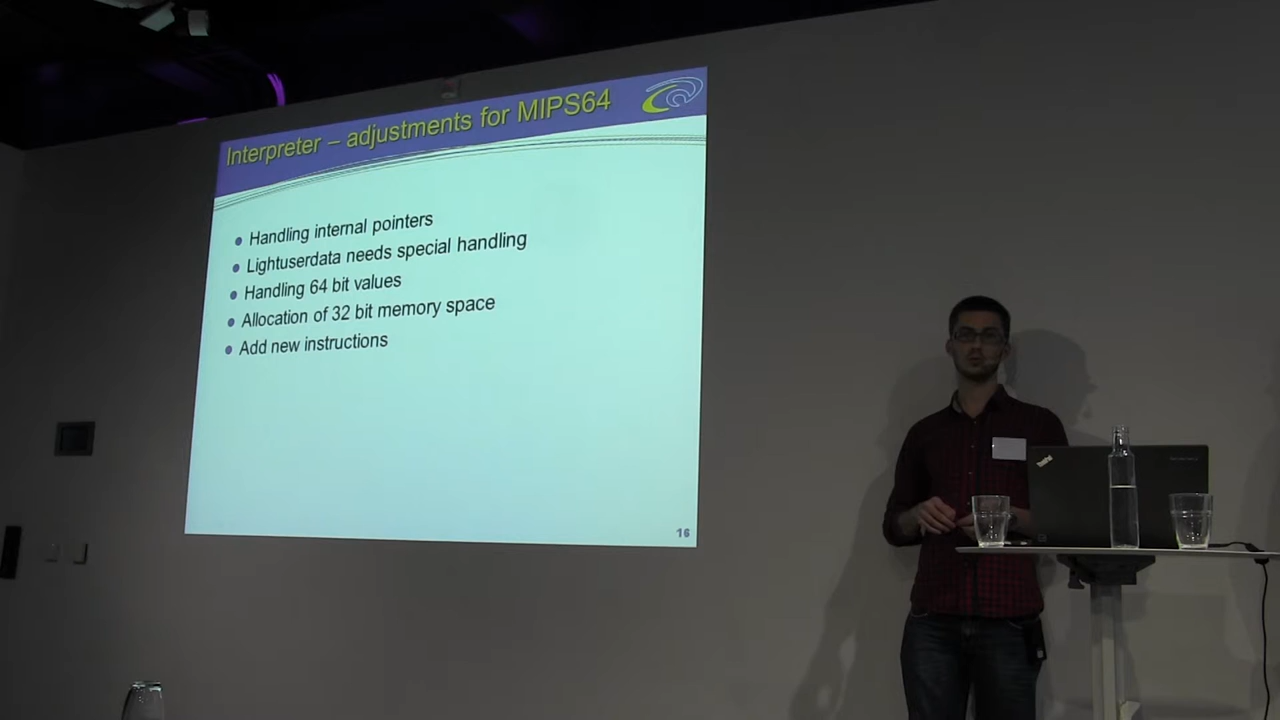 Interpreter – adjustments for MIPS64
Handling internal pointers
Lightuserdata needs special handling
Handling 64 bit values
Allocation of 32 bit memory space
Add new instructions
16
ThinkPad